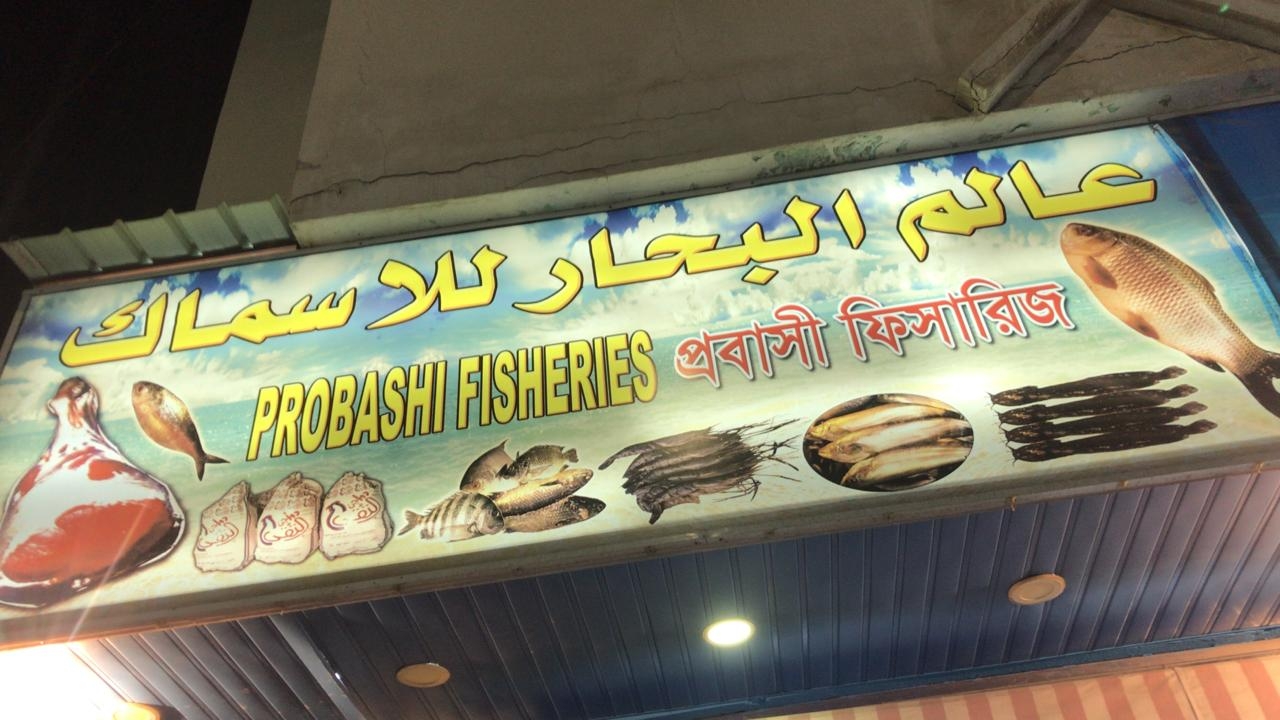 عالم البحار للاسماك
PROBASHI FISHERIES প্রবাসী ফিসারিজ